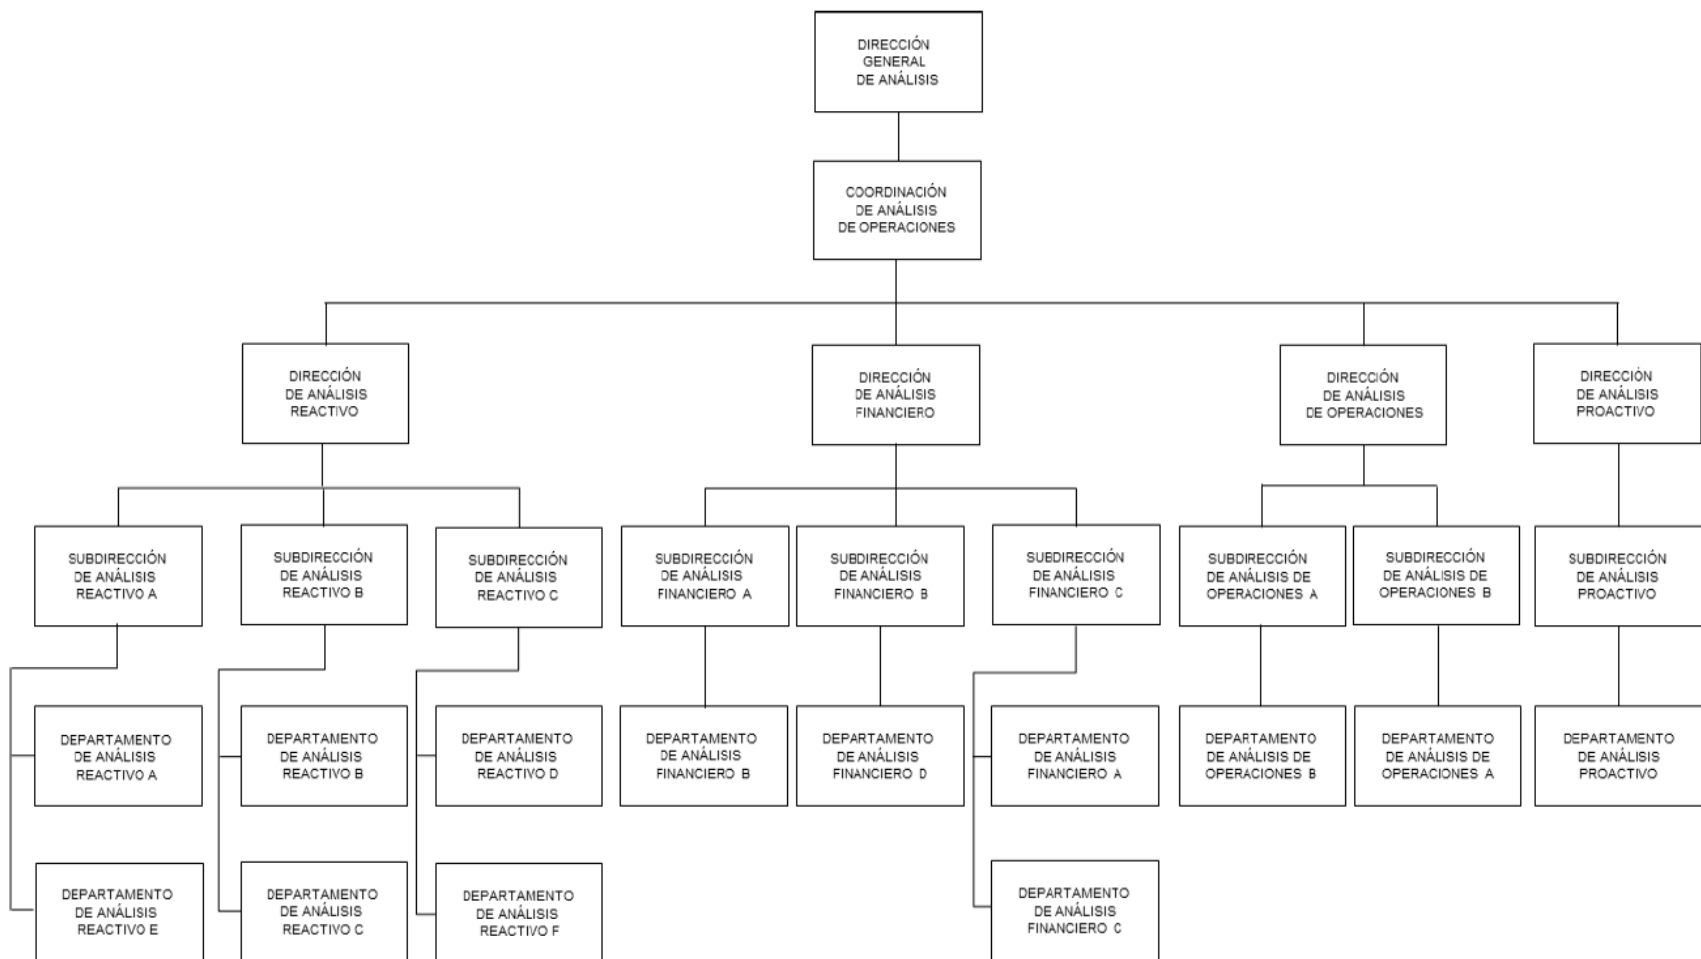 DIRECCIÓN
GENERAL
DE ANÁLISIS
COORDINACIÓN
DE ANÁLISIS
DE OPERACIONES
DIRECCIÓN
DE ANÁLISIS
REACTIVO
DIRECCIÓN
DE ANÁLISIS
FINANCIERO
DIRECCIÓN
DE ANÁLISIS
DE OPERACIONES
DIRECCIÓN
DE ANÁLISIS
PROACTIVO
SUBDIRECCIÓN
DE ANÁLISIS
REACTIVO A
SUBDIRECCIÓN
DE ANÁLISIS
REACTIVO B
SUBDIRECCIÓN
DE ANÁLISIS
REACTIVO C
SUBDIRECCIÓN
DE ANÁLISIS
FINANCIERO A
SUBDIRECCIÓN
DE ANÁLISIS
FINANCIERO B
SUBDIRECCIÓN
DE ANÁLISIS
FINANCIERO C
SUBDIRECCIÓN
DE ANÁLISIS DE
OPERACIONES A
SUBDIRECCIÓN
DE ANÁLISIS DE
OPERACIONES B
SUBDIRECCIÓN
DE ANÁLISIS
PROACTIVO
DEPARTAMENTO
DE ANÁLISIS
REACTIVO A
DEPARTAMENTO
DE ANÁLISIS
REACTIVO B
DEPARTAMENTO
DE ANÁLISIS
REACTIVO D
DEPARTAMENTO
DE ANÁLISIS
FINANCIERO B
DEPARTAMENTO
DE ANÁLISIS
FINANCIERO D
DEPARTAMENTO
DE ANÁLISIS
FINANCIERO A
DEPARTAMENTO
DE ANÁLISIS DE
OPERACIONES B
DEPARTAMENTO
DE ANÁLISIS DE
OPERACIONES A
DEPARTAMENTO
DE ANÁLISIS
PROACTIVO
DEPARTAMENTO
DE ANÁLISIS
REACTIVO E
DEPARTAMENTO
DE ANÁLISIS
REACTIVO C
DEPARTAMENTO
DE ANÁLISIS
REACTIVO F
DEPARTAMENTO
DE ANÁLISIS
FINANCIERO C